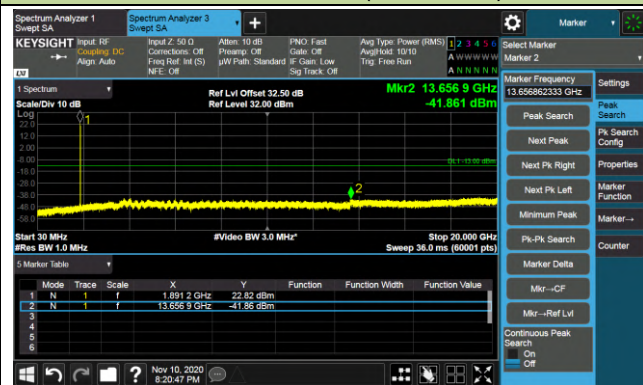 Spectrum Analyzer 1
Swept SA
Spectrum Analyzer 3
Swept SA
Marker
KEYSIGHT
Input: RF
Coupling: DC
Align: Auto
Input Z: 50 Ω
Corrections: Off
Freq Ref: Int (S)
NFE: Off
Atten: 10 dB
Preamp: Off
µW Path: Standard
PNO: Fast
Gate: Off
IF Gain: Low
Sig Track: Off
Avg Type: Power (RMS)
Avg|Hold: 10/10
Trig: Free Run
1 2 3 4 5 6
A W W W W W
A N N N N N
LXI
Select Marker
Marker 2
1 Spectrum
Scale/Div 10 dB
Ref Lvl Offset 32.50 dB
Ref Level 32.00 dBm
Mkr2 13.656 9 GHz
-41.861 dBm
Log
22.0
12.0
2.00
-8.00
-18.0
-28.0
-38.0
-48.0
-58.0
1
2
DL1 -13.00 dBm
Start 30 MHz
#Res BW 1.0 MHz
#Video BW 3.0 MHz*
Stop 20.000 GHz
Sweep 36.0 ms (60001 pts)
5 Marker Table
Mode Trace Scale X Y Function Function Width Function Value
1 N 1 f 1.891 2 GHz 22.82 dBm
2 N 1 f 13.656 9 GHz -41.86 dBm
3
4
5
6
Marker Frequency
13.656862333 GHz
Peak Search
Next Peak
Next Pk Right
Next Pk Left
Minimum Peak
Pk-Pk Search
Marker Delta
Mkr→CF
Mkr→Ref Lvl
Continuous Peak
Search
On
Off
Settings
Peak
Search
Pk Search
Config
Properties
Marker
Function
Marker→
Counter
Nov 10, 2020
8:20:47 PM